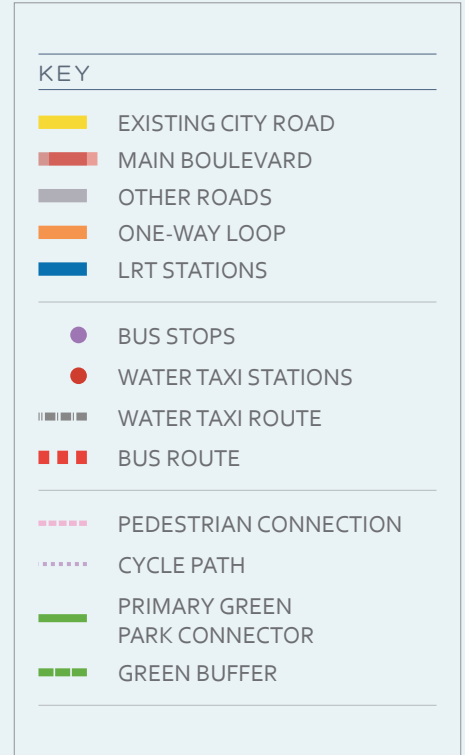 KEY
EXISTING CITY ROAD
MAIN BOULEVARD
OTHER ROADS
ONE-WAY LOOP
LRT STATIONS
BUS STOPS
WATER TAXI STATIONS
WATER TAXI ROUTE
BUS ROUTE
PEDESTRIAN CONNECTION
CYCLE PATH
PRIMARY GREEN
PARK CONNECTOR
GREEN BUFFER